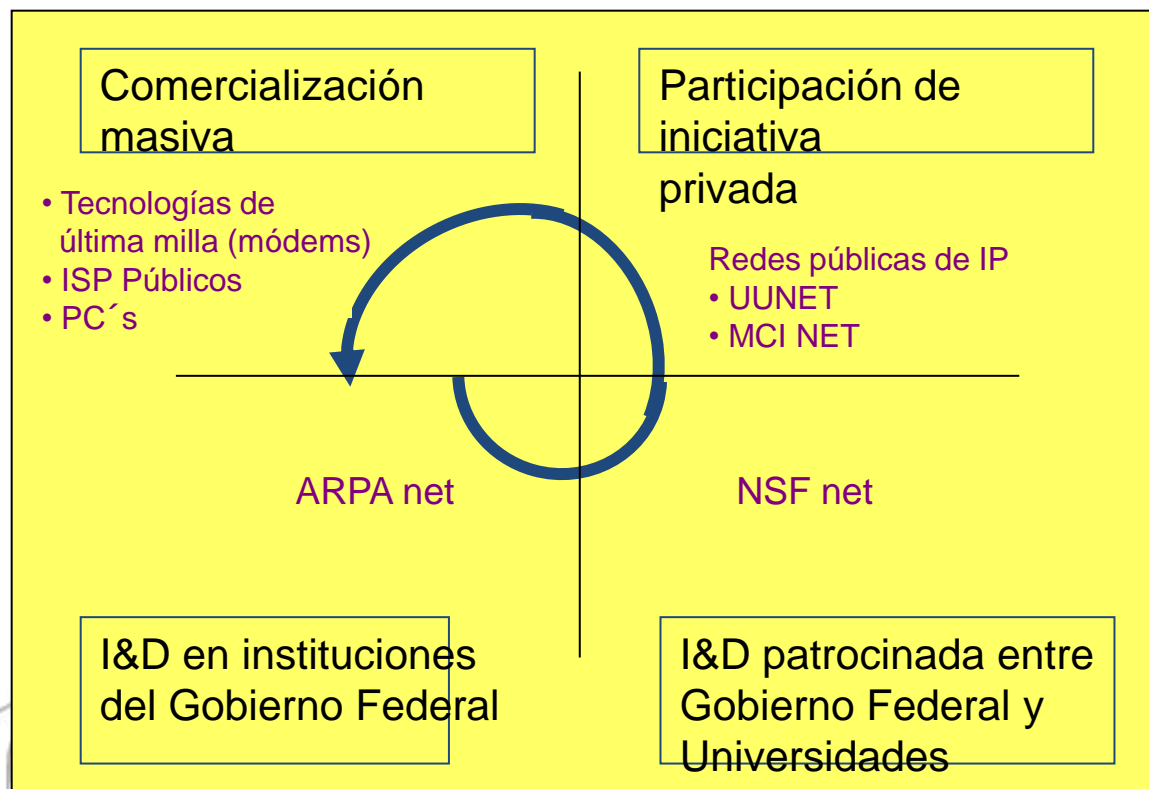 Comercialización
masiva
• Tecnologías de
última milla (módems)
• ISP Públicos
• PC´s
Participación de
iniciativa
privada
Redes públicas de IP
• UUNET
• MCI NET
ARPA net
NSF net
I&D en instituciones
del Gobierno Federal
I&D patrocinada entre
Gobierno Federal y
Universidades